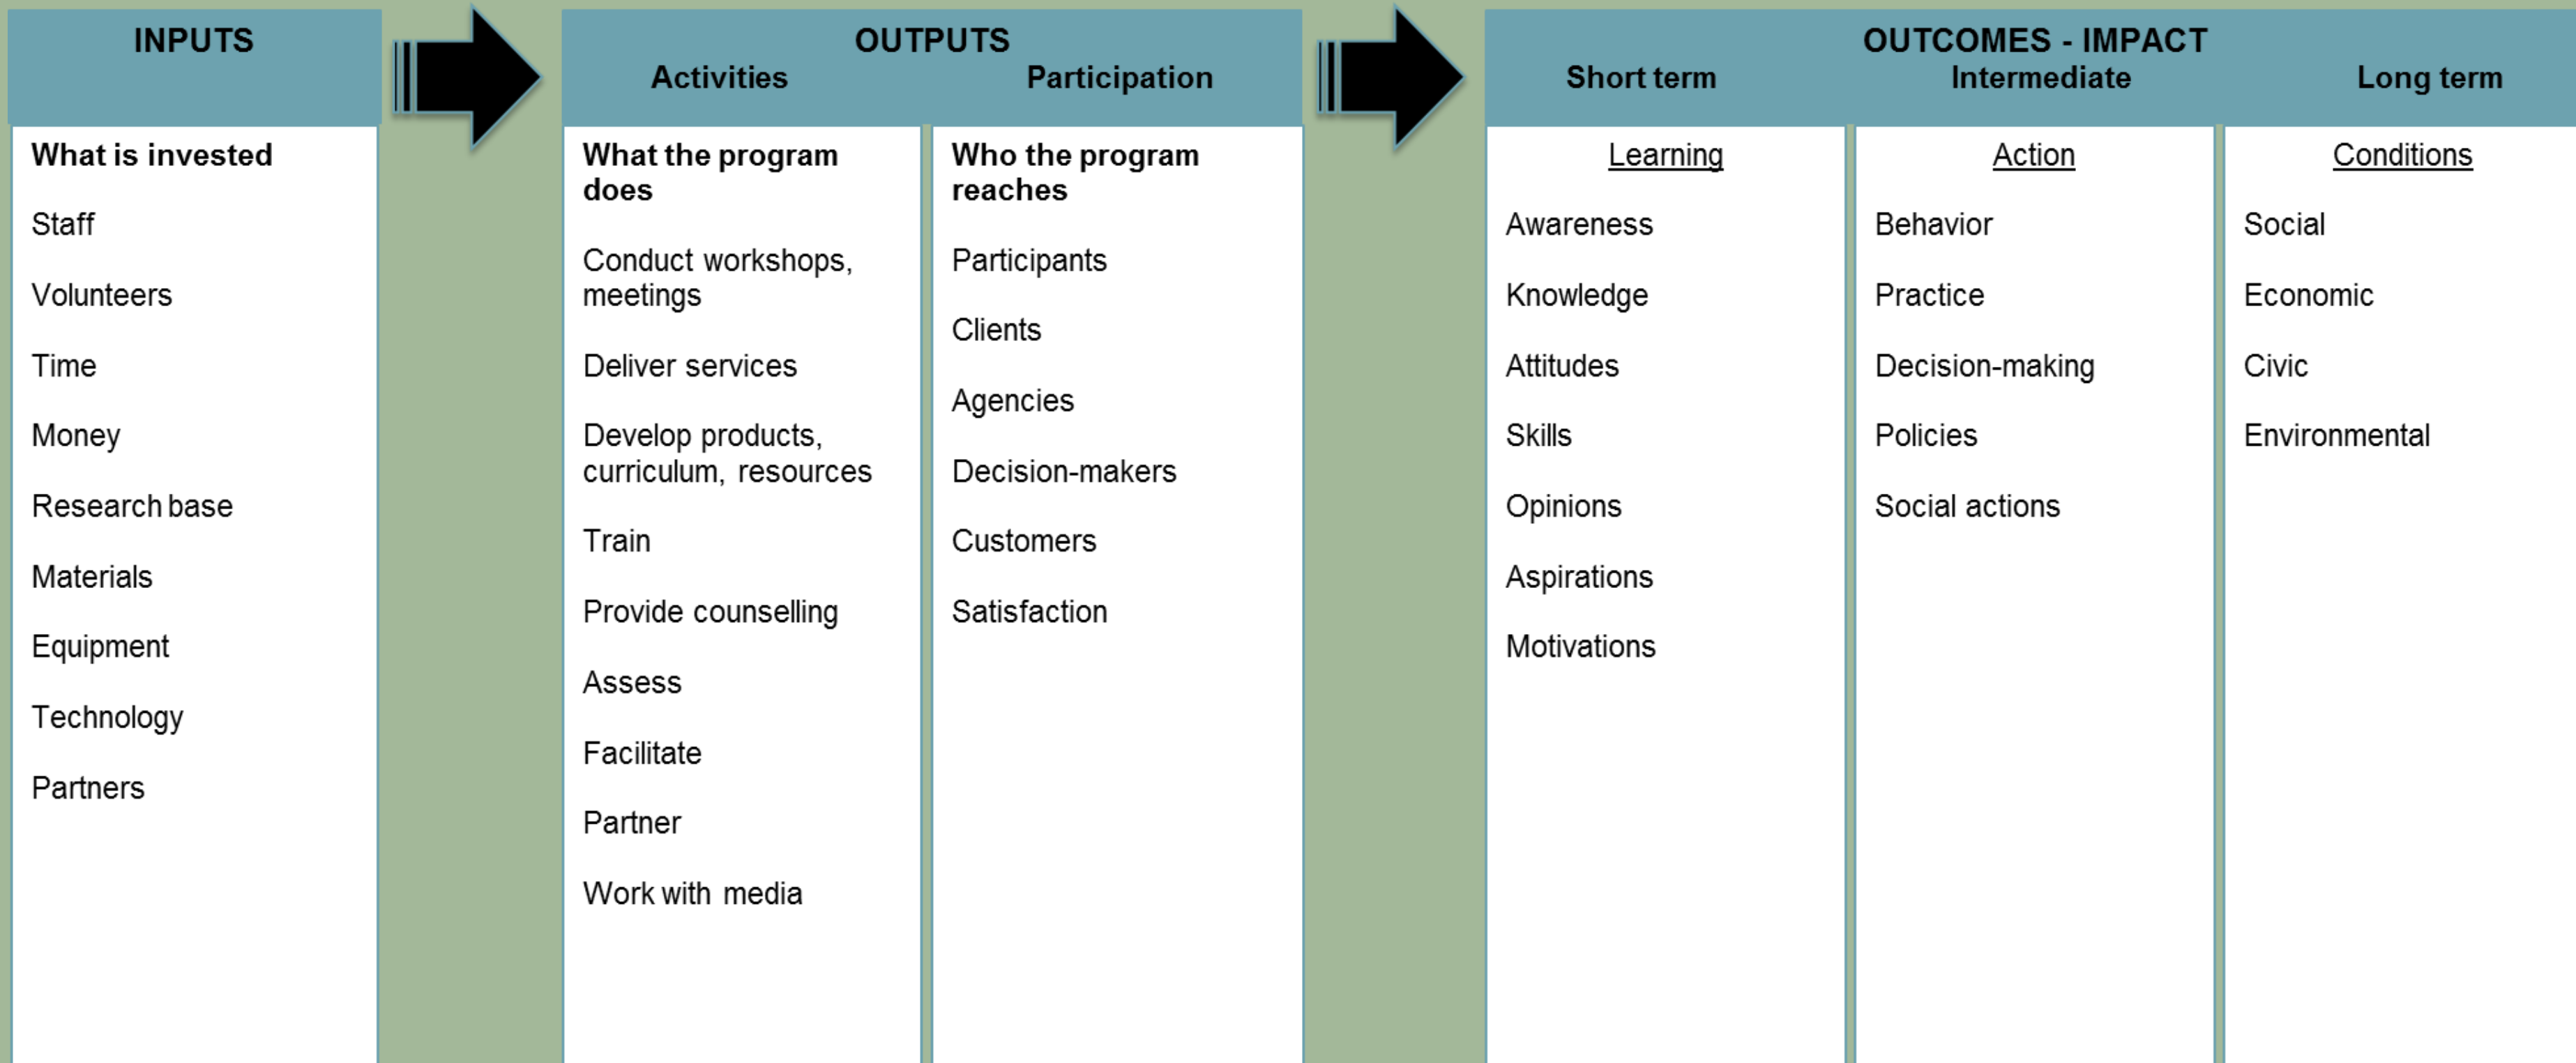 INPUTS
What is invested
Staff
Volunteers
Time
Money
Research base
Materials
Equipment
Technology
Partners
OUTPUTS
Activities
Participation
What the program
does
Conduct workshops,
meetings
Deliver services
Develop products,
curriculum, resources
Train
Provide counselling
Assess
Facilitate
Partner
Work with media
Who the program
reaches
Participants
Clients
Agencies
Decision-makers
Customers
Satisfaction
OUTCOMES - IMPACT
Short term
Intermediate
Long term
Learning
Awareness
Knowledge
Attitudes
Skills
Opinions
Aspirations
Motivations
Action
Behavior
Practice
Decision-making
Policies
Social actions
Conditions
Social
Economic
Civic
Environmental